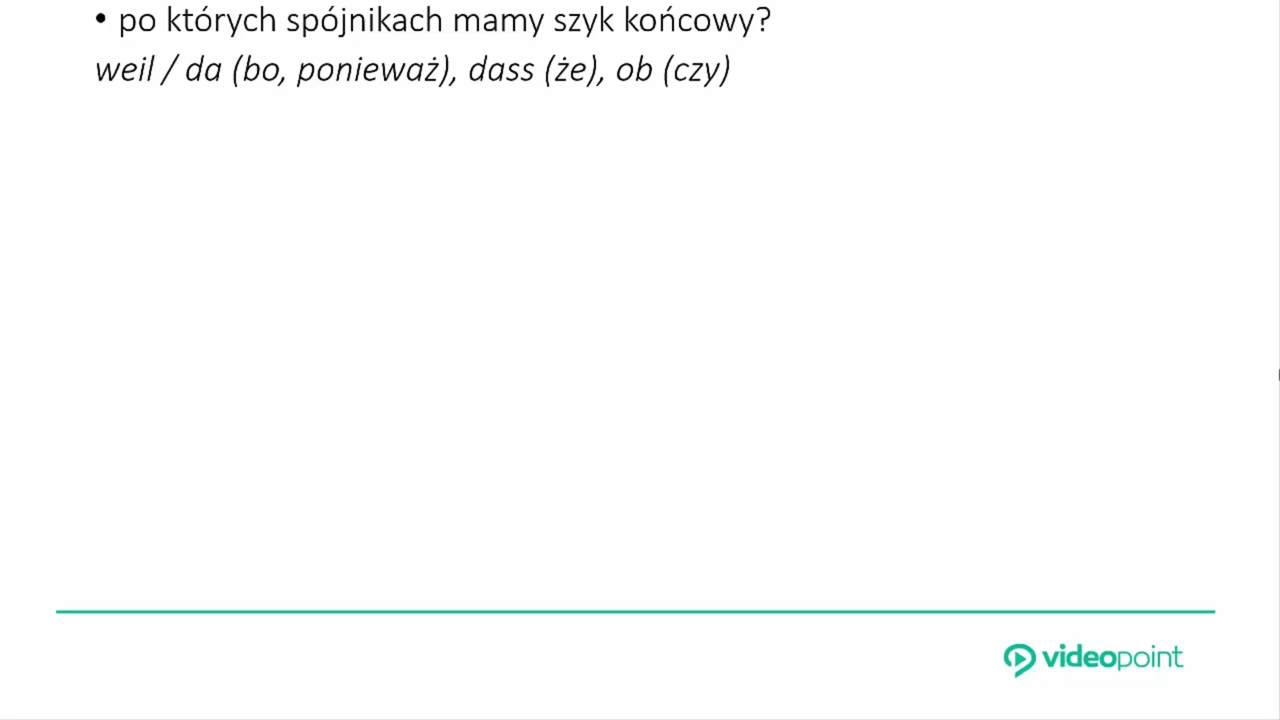 • po których spójnikach mamy szyk końcowy?
weil / da (bo, ponieważ), dass (że), ob (czy)
videopoint